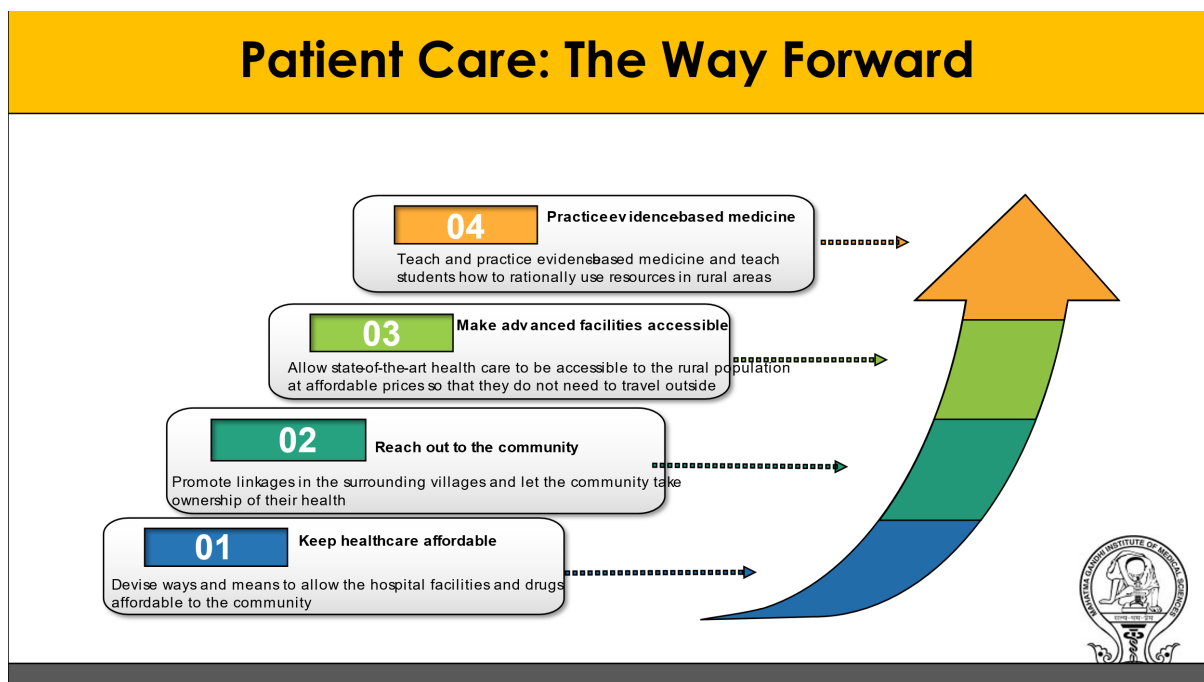 Patient Care: The Way Forward
04
Practice evidence-based medicine
Teach and practice evidence-based medicine and teach
students how to rationally use resources in rural areas
03
Make advanced facilities accessible
Allow state-of-the-art health care to be accessible to the rural population
at affordable prices so that they do not need to travel outside
02
Reach out to the community
Promote linkages in the surrounding villages and let the community take
ownership of their health
01
Keep healthcare affordable
Devise ways and means to allow the hospital facilities and drugs
affordable to the community
MAHATMA GANDHI INSTITUTE OF MEDICAL SCIENCES